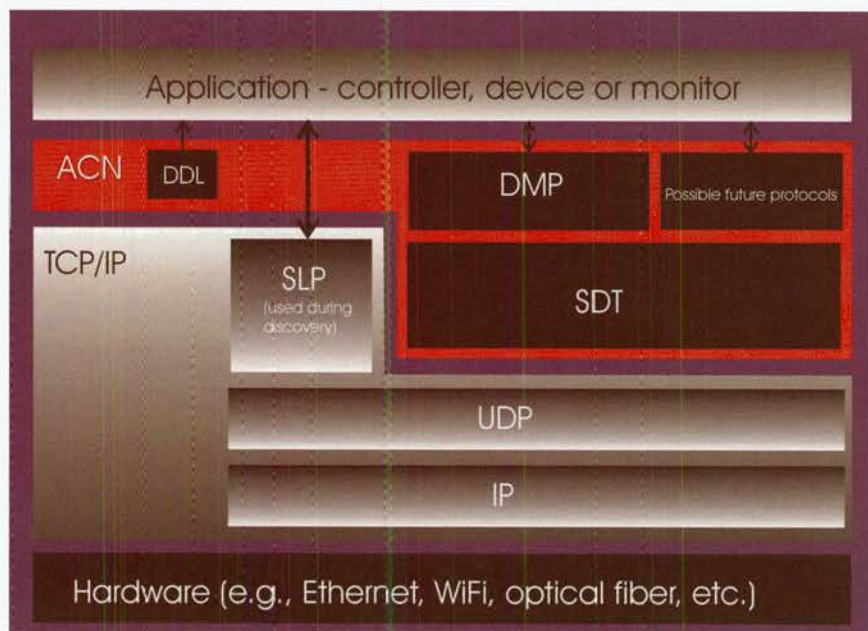 Application - controller, device or monitor
ACN
DDL
DMP
Possible future protocols
TCP/IP
SLP
(used during
discovery)
SDT
UDP
IP
Hardware (e.g., Ethernet, WiFi, optical fiber, etc.)